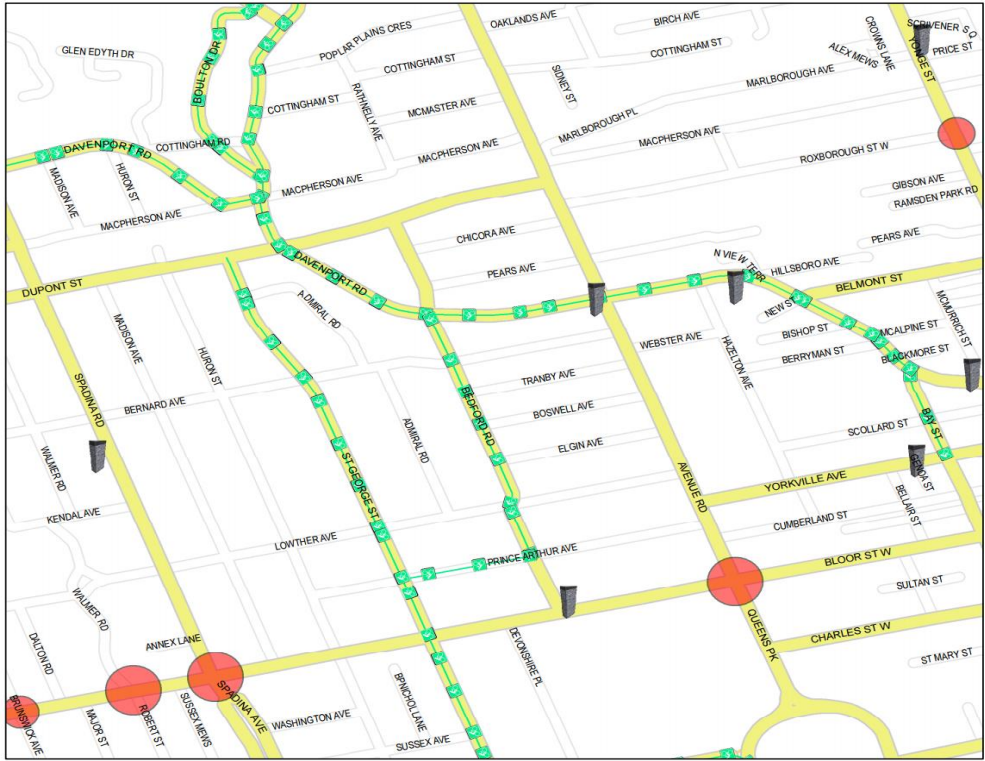 OAKLANDS AVE
BIRCH AVE
CROWNS LANE
SCRIVENER SQ
YONGE ST
PRICE ST
GLEN EDYTH DR
POPLAR PLAINS CRES
COTTINGHAM ST
COTTINGHAM ST
ALEX MEWS
BOULTON DR
SIDNEY ST
MARLBOROUGH AVE
COTTINGHAM ST
RATHNELLY AVE
MCMASTER AVE
MARLBOROUGH PL
MACPHERSON AVE
DAVENPORT RD
COTTINGHAM RD
MACPHERSON AVE
ROXBOROUGH ST W
MADISON AVE
HURON ST
MACPHERSON AVE
GIBSON AVE
RAMSDEN PARK RD
MACPHERSON AVE
CHICORA AVE
PEARS AVE
N VIEW TERR
HILLSBORO AVE
PEARS AVE
DUPONT ST
DAVENPORT RD
BELMONT ST
ADMIRAL RD
NEW ST
MCMURRICH ST
MADISON AVE
HURON ST
WEBSTER AVE
BISHOP ST
MCALPINE ST
HAZELTON AVE
BERRYMAN ST
BLACKMORE ST
SPADINA RD
BERNARD AVE
TRANBY AVE
BEDFORD RD
BOSWELL AVE
ADMIRAL RD
ELGIN AVE
SCOLLARD ST
BAY ST
WALMER RD
ST GEORGE ST
AVENUE RD
YORKVILLE AVE
GENOA ST
BELLAIR ST
KENDAL AVE
LOWTHER AVE
CUMBERLAND ST
PRINCE ARTHUR AVE
BLOOR ST W
SULTAN ST
WALMER RD
DALTON RD
ANNEX LANE
DEVONSHIRE PL
QUEENS PK
CHARLES ST W
ST MARY ST
BRUNSWICK AVE
MAJOR ST
ROBERT ST
SUSSEX MEWS
SPADINA AVE
WASHINGTON AVE
BPNICHOL LANE
SUSSEX AVE